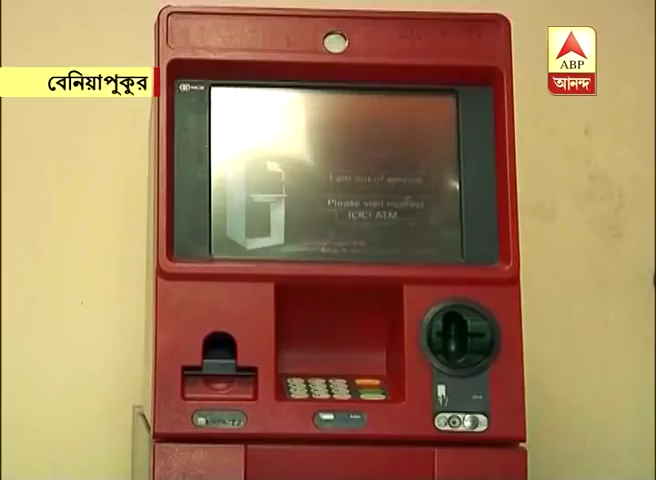 বেনিয়াপুকুর
ABP
আনন্দ
I am out of service
Please visit nearest
ICICI ATM